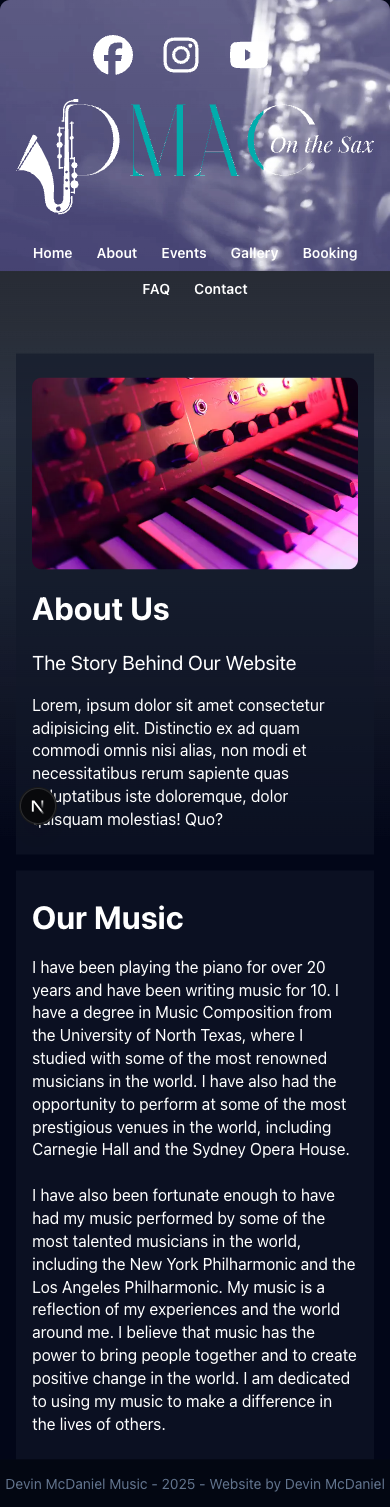 DMAC
On the Sax
Home About Events Gallery Booking
FAQ Contact
About Us
The Story Behind Our Website
Lorem, ipsum dolor sit amet consectetur
adipisicing elit. Distinctio ex ad quam
commodi omnis nisi alias, non modi et
necessitatibus rerum sapiente quas
iste doloremque, dolor
molestias! Quo?
N
Our Music
I have been playing the piano for over 20
years and have been writing music for 10. I
have a degree in Music Composition from
the University of North Texas, where I
studied with some of the most renowned
musicians in the world. I have also had the
opportunity to perform at some of the most
prestigious venues in the world, including
Carnegie Hall and the Sydney Opera House.
I have also been fortunate enough to have
had my music performed by some of the
most talented musicians in the world,
including the New York Philharmonic and the
Los Angeles Philharmonic. My music is a
reflection of my experiences and the world
around me. I believe that music has the
power to bring people together and to create
positive change in the world. I am dedicated
to using my music to make a difference in
the lives of others.
Devin McDaniel Music - 2025 - Website by Devin McDaniel